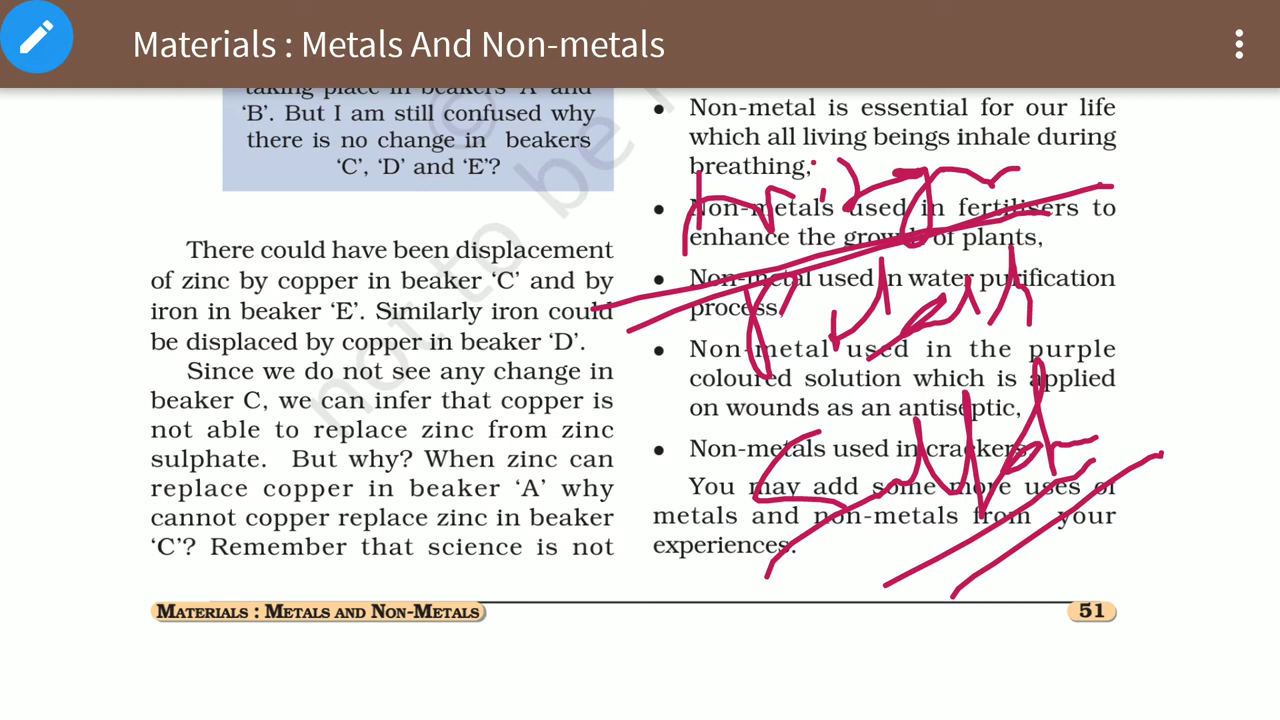 Materials : Metals And Non-metals
taking place in beakers ‘A’ and
‘B’. But I am still confused why
there is no change in beakers
‘C’, ‘D’ and ‘E’?
There could have been displacement
of zinc by copper in beaker ‘C’ and by
iron in beaker ‘E’. Similarly iron could
be displaced by copper in beaker ‘D’.
Since we do not see any change in
beaker C, we can infer that copper is
not able to replace zinc from zinc
sulphate. But why? When zinc can
replace copper in beaker ‘A’ why
cannot copper replace zinc in beaker
‘C’? Remember that science is not
• Non-metal is essential for our life
which all living beings inhale during
breathing,
• Non-metals used in fertilisers to
enhance the growth of plants,
• Non-metal used in water purification
process,
• Non-metal used in the purple
coloured solution which is applied
on wounds as an antiseptic,
• Non-metals used in crackers
You may add some more uses of
metals and non-metals from your
experiences.
not to be
MATERIALS : METALS AND NON-METALS
51